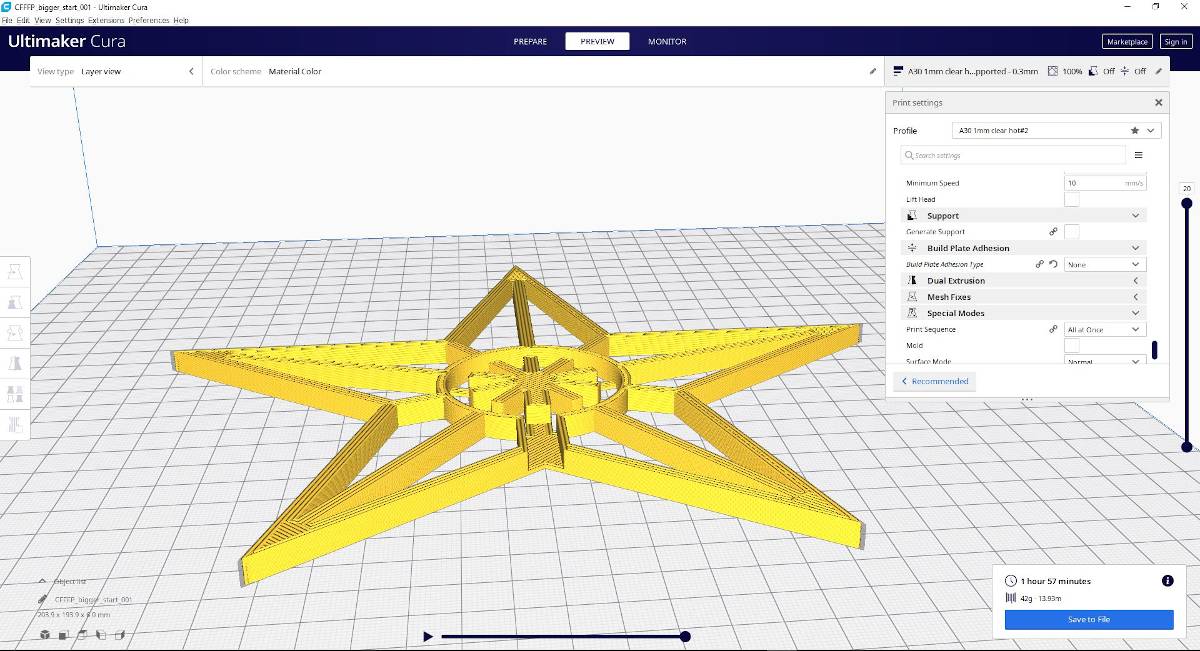 CFFFP_bigger_start_001 - Ultimaker Cura
File Edit View Settings Extensions Preferences Help
Ultimaker Cura
PREPARE PREVIEW MONITOR
Marketplace Sign in
View type Layer view
Color scheme Material Color
A30 1mm clear h...pported - 0.3mm 100% Off Off
Print settings
Profile A30 1mm clear hot#2
Search settings
Minimum Speed 10 mm/s
Lift Head
Support
Generate Support
Build Plate Adhesion
Build Plate Adhesion Type None
Dual Extrusion
Mesh Fixes
Special Modes
Print Sequence All at Once
Mold
Surface Mode Normal
Recommended
20
Object list
CFFFP_bigger_start_001
203.9 x 193.9 x 6.0 mm
1 hour 57 minutes
42g · 13.93m
Save to File